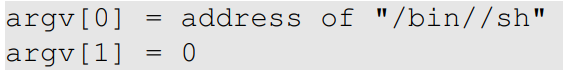 argv[0] = address of "/bin//sh"
argv[1] = 0